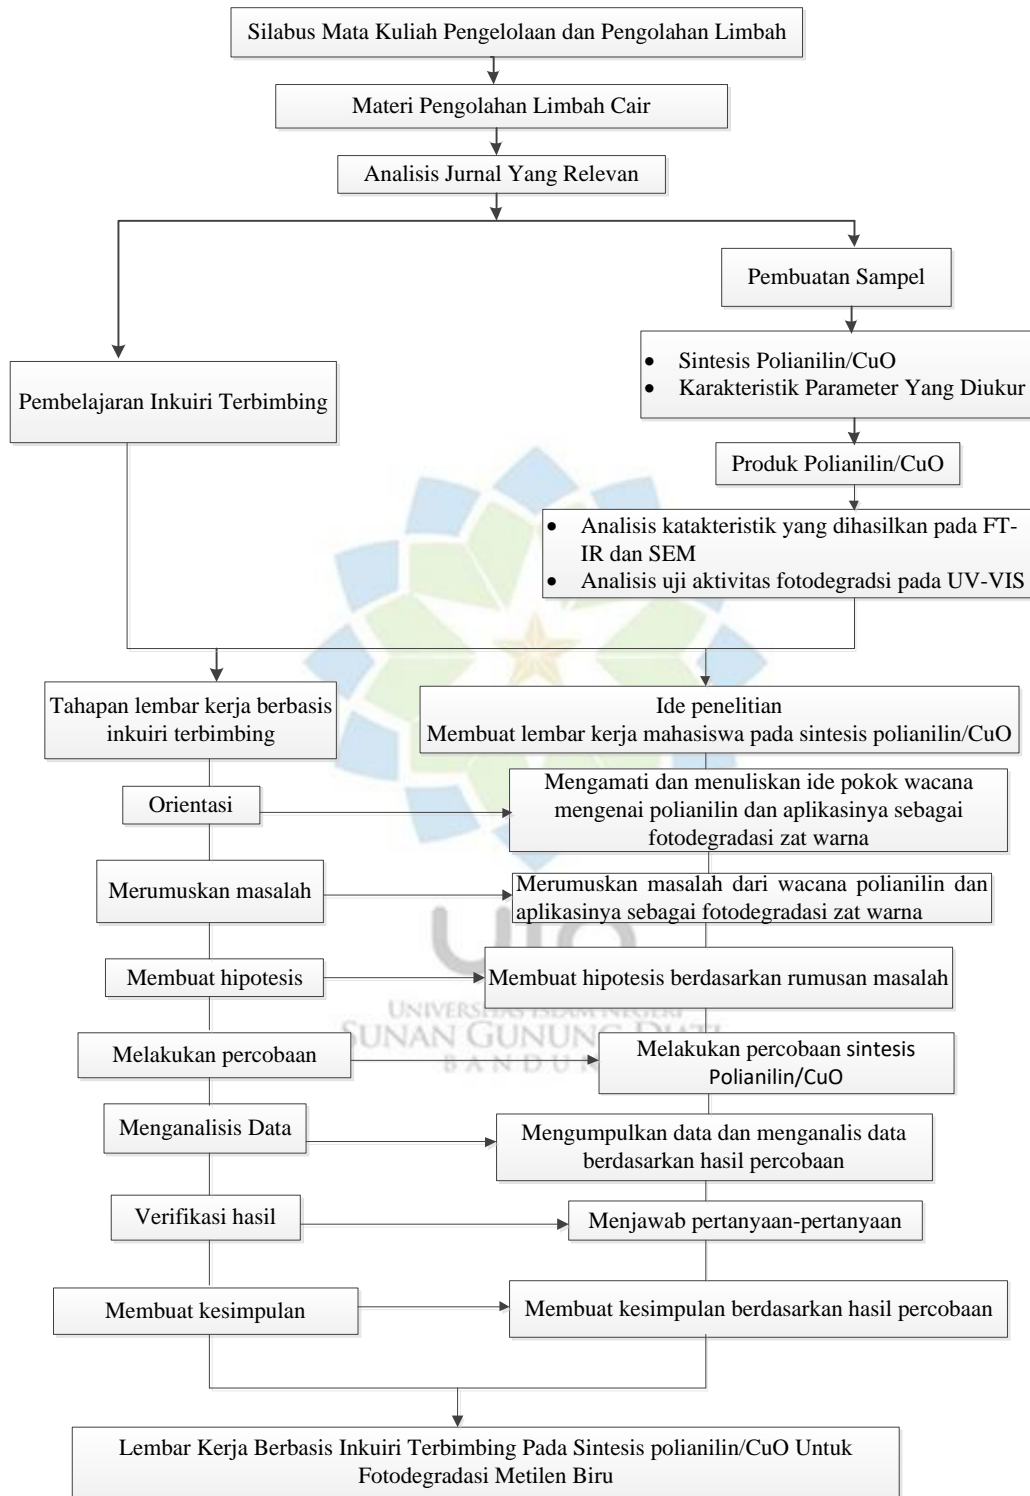 Silabus Mata Kuliah Pengelolaan dan Pengolahan Limbah
Materi Pengolahan Limbah Cair
Analisis Jurnal Yang Relevan
Pembuatan Sampel
• Sintesis Polianilin/CuO
• Karakteristik Parameter Yang Diukur
Pembelajaran Inkuiri Terbimbing
Produk Polianilin/CuO
• Analisis katakteristik yang dihasilkan pada FT-
IR dan SEM
• Analisis uji aktivitas fotodegradsi pada UV-VIS
Tahapan lembar kerja berbasis
inkuiri terbimbing
Ide penelitian
Membuat lembar kerja mahasiswa pada sintesis polianilin/CuO
Orientasi
Mengamati dan menuliskan ide pokok wacana
mengenai polianilin dan aplikasinya sebagai
fotodegradasi zat warna
Merumuskan masalah
Merumuskan masalah dari wacana polianilin dan
aplikasinya sebagai fotodegradasi zat warna
Membuat hipotesis
Membuat hipotesis berdasarkan rumusan masalah
UNIVERSITAS ISLAM NEGERI
SUNAN GUNUNG DJATI
BANDUNG
Melakukan percobaan
Melakukan percobaan sintesis
Polianilin/CuO
Menganalisis Data
Mengumpulkan data dan menganalis data
berdasarkan hasil percobaan
Verifikasi hasil
Menjawab pertanyaan-pertanyaan
Membuat kesimpulan
Membuat kesimpulan berdasarkan hasil percobaan
Lembar Kerja Berbasis Inkuiri Terbimbing Pada Sintesis polianilin/CuO Untuk
Fotodegradasi Metilen Biru